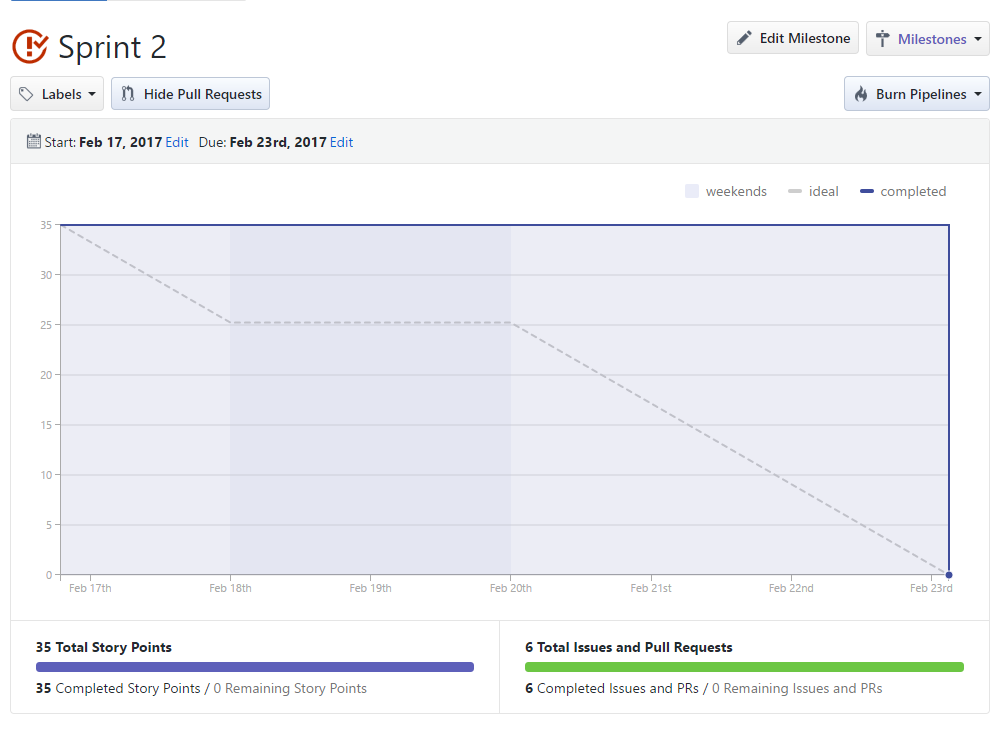 Sprint 2
Edit Milestone
Milestones
Labels
Hide Pull Requests
Burn Pipelines
Start: Feb 17, 2017 Edit Due: Feb 23rd, 2017 Edit
weekends ideal completed
35
30
25
20
15
10
5
0
Feb 17th Feb 18th Feb 19th Feb 20th Feb 21st Feb 22nd Feb 23rd
35 Total Story Points
35 Completed Story Points / 0 Remaining Story Points
6 Total Issues and Pull Requests
6 Completed Issues and PRs / 0 Remaining Issues and PRs